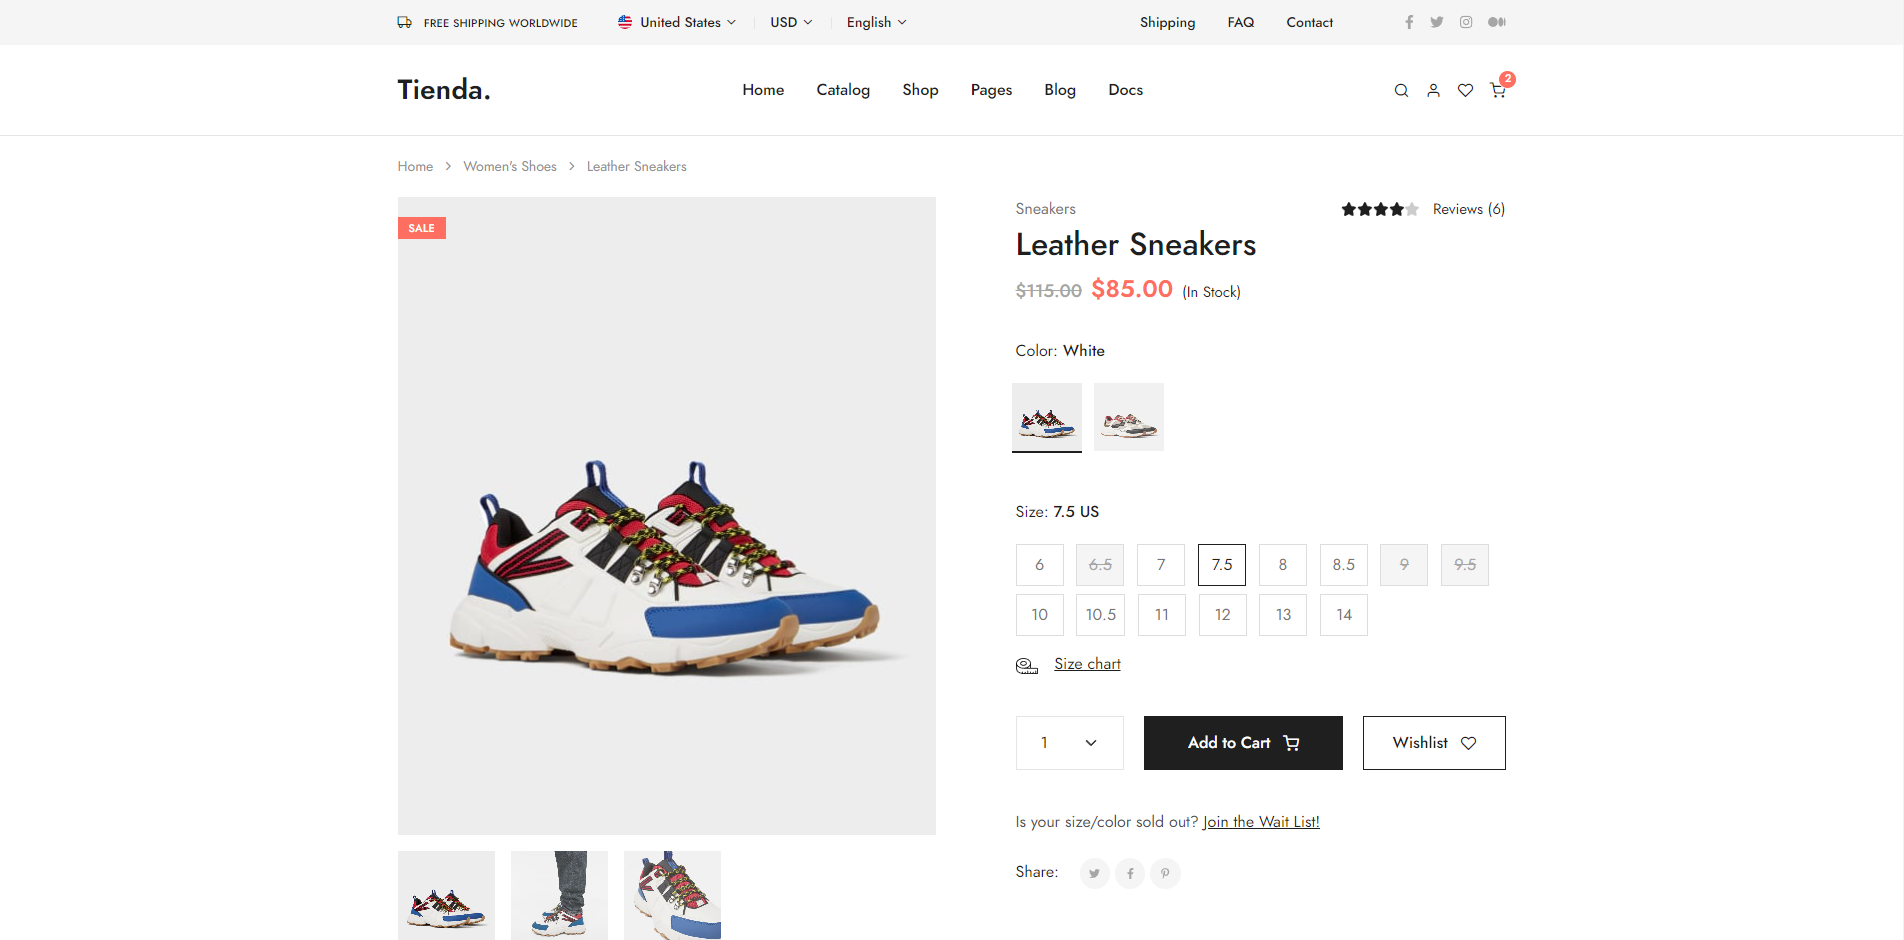 FREE SHIPPING WORLDWIDE United States USD English Shipping FAQ Contact
Tienda. Home Catalog Shop Pages Blog Docs 2
Home > Women's Shoes > Leather Sneakers
SALE
Sneakers Reviews (6)
Leather Sneakers
$115.00 $85.00 (In Stock)
Color: White
Size: 7.5 US
6 6.5 7 7.5 8 8.5 9 9.5
10 10.5 11 12 13 14
Size chart
1 Add to Cart Wishlist
Is your size/color sold out? Join the Wait List!
Share: